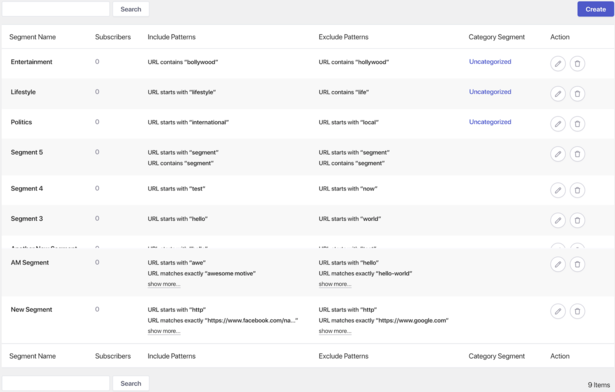 Search
Create
Segment Name Subscribers Include Patterns Exclude Patterns Category Segment Action
Entertainment 0 URL contains "bollywood" URL contains "hollywood" Uncategorized
Lifestyle 0 URL starts with "lifestyle" URL contains "life" Uncategorized
Politics 0 URL starts with "international" URL starts with "local" Uncategorized
Segment 5 0 URL starts with "segment" URL starts with "segment"
URL contains "segment" URL contains "segment"
Segment 4 0 URL starts with "test" URL starts with "now"
Segment 3 0 URL starts with "hello" URL starts with "world"
Another New Segment
AM Segment 0 URL starts with "awe" URL starts with "hello"
URL matches exactly "awesome motive" URL matches exactly "hello-world"
show more... show more...
New Segment 0 URL starts with "http" URL starts with "http"
URL matches exactly "https://www.facebook.com/na..." URL matches exactly "https://www.google.com"
show more... show more...
Segment Name Subscribers Include Patterns Exclude Patterns Category Segment Action
Search
9 Items